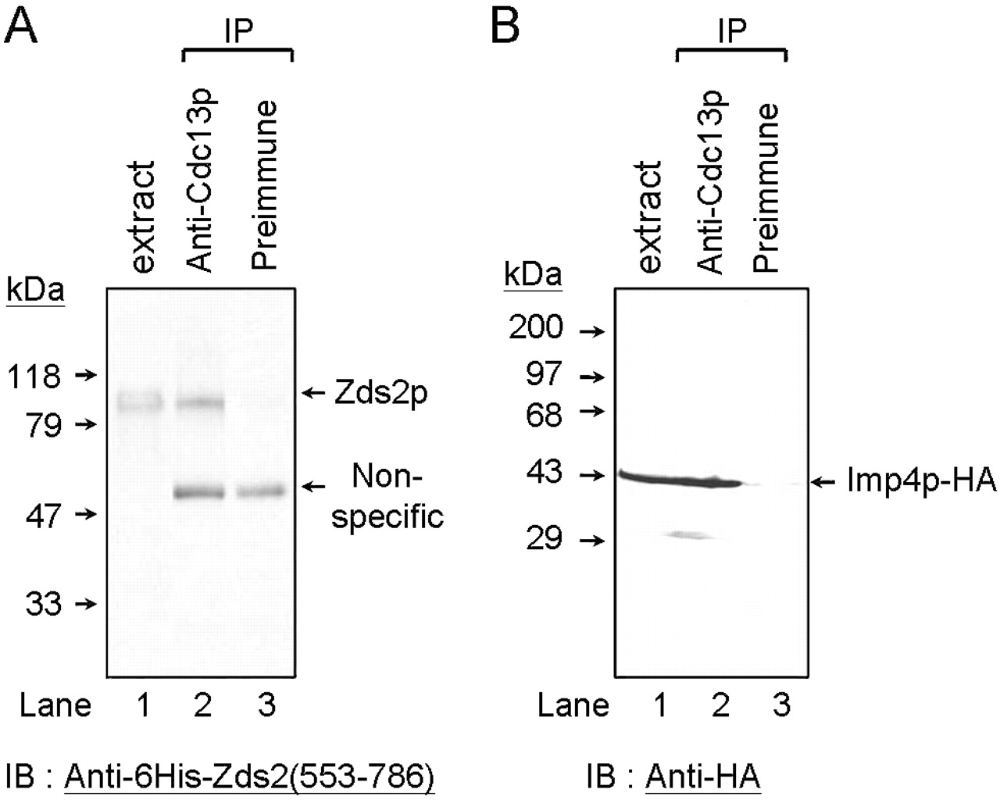 A
IP
extract
Anti-Cdc13p
Preimmune
kDa
118
79
47
33
Zds2p
Non-
specific
Lane 1 2 3
IB : Anti-6His-Zds2(553-786)
B
IP
extract
Anti-Cdc13p
Preimmune
kDa
200
97
68
43
29
Imp4p-HA
Lane 1 2 3
IB : Anti-HA